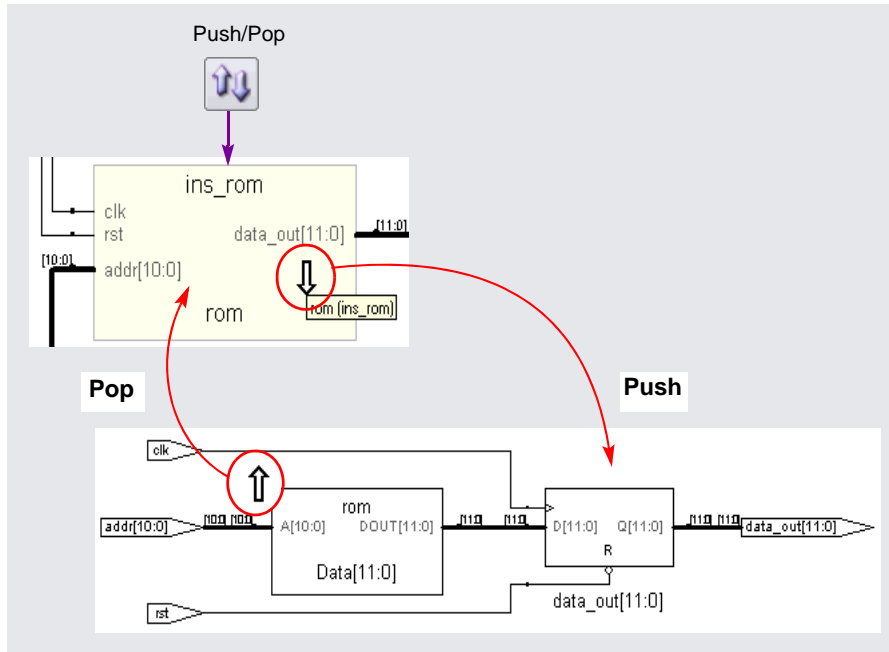 Push/Pop
ins_rom
clk
rst
data_out[11:0]
[11:0]
[10:0]
addr[10:0]
rom
rom (ins_rom)
Pop
Push
clk
rom
addr[10:0]
[10:0]
[10:0]
A[10:0]
DOUT[11:0]
[11:0]
[11:0]
D[11:0]
Q[11:0]
[11:0]
[11:0]
data_out[11:0]
R
Data[11:0]
rst
data_out[11:0]